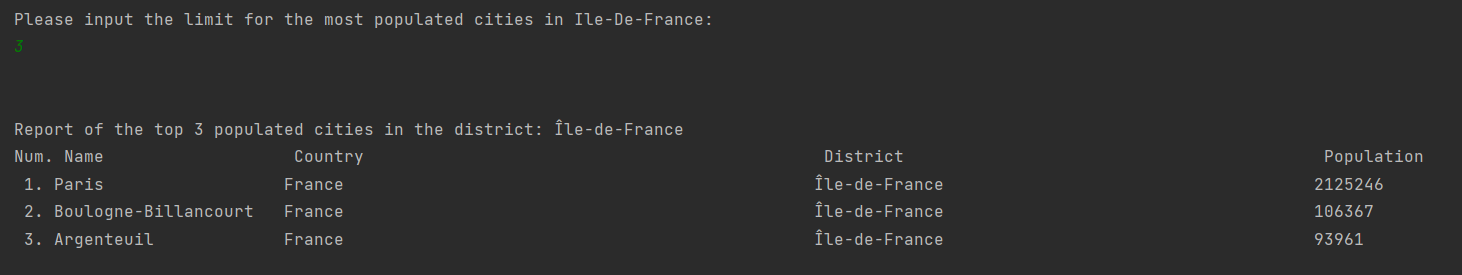 Please input the limit for the most populated cities in Ile-De-France:
3
Report of the top 3 populated cities in the district: Île-de-France
Num. Name Country District Population
1. Paris France Île-de-France 2125246
2. Boulogne-Billancourt France Île-de-France 106367
3. Argenteuil France Île-de-France 93961